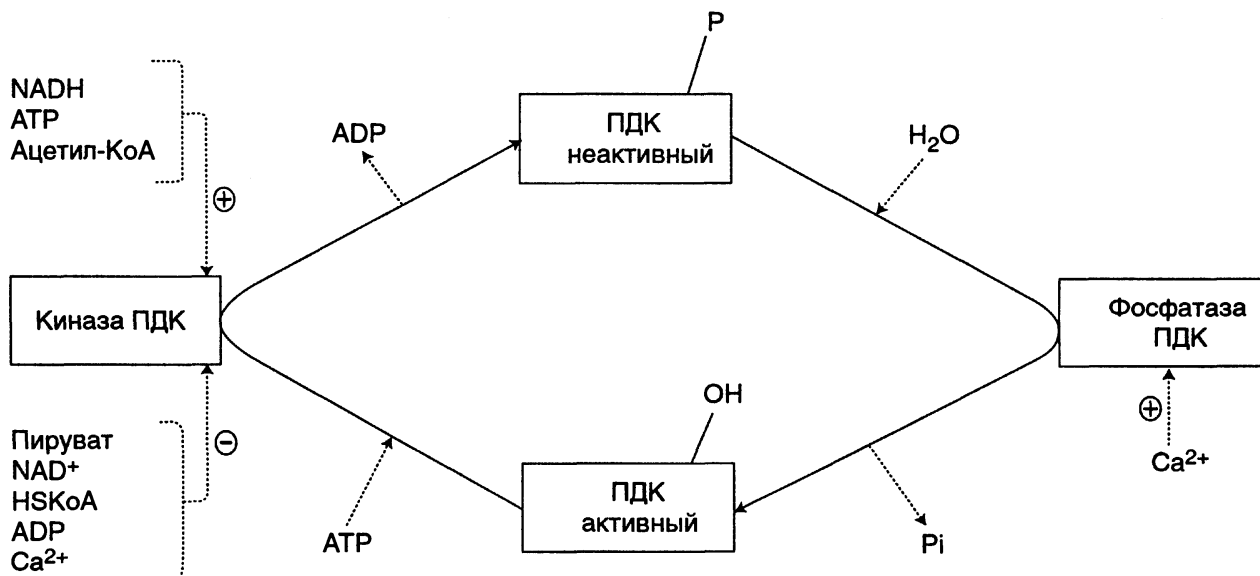 P
NADH
ATP
Ацетил-КоА
ADP
ПДК
неактивный
H₂O
+
Киназа ПДК
Фосфатаза
ПДК
−
+
OH
Пируват
NAD⁺
HSKoA
ADP
Ca²⁺
ATP
ПДК
активный
Pi
Ca²⁺